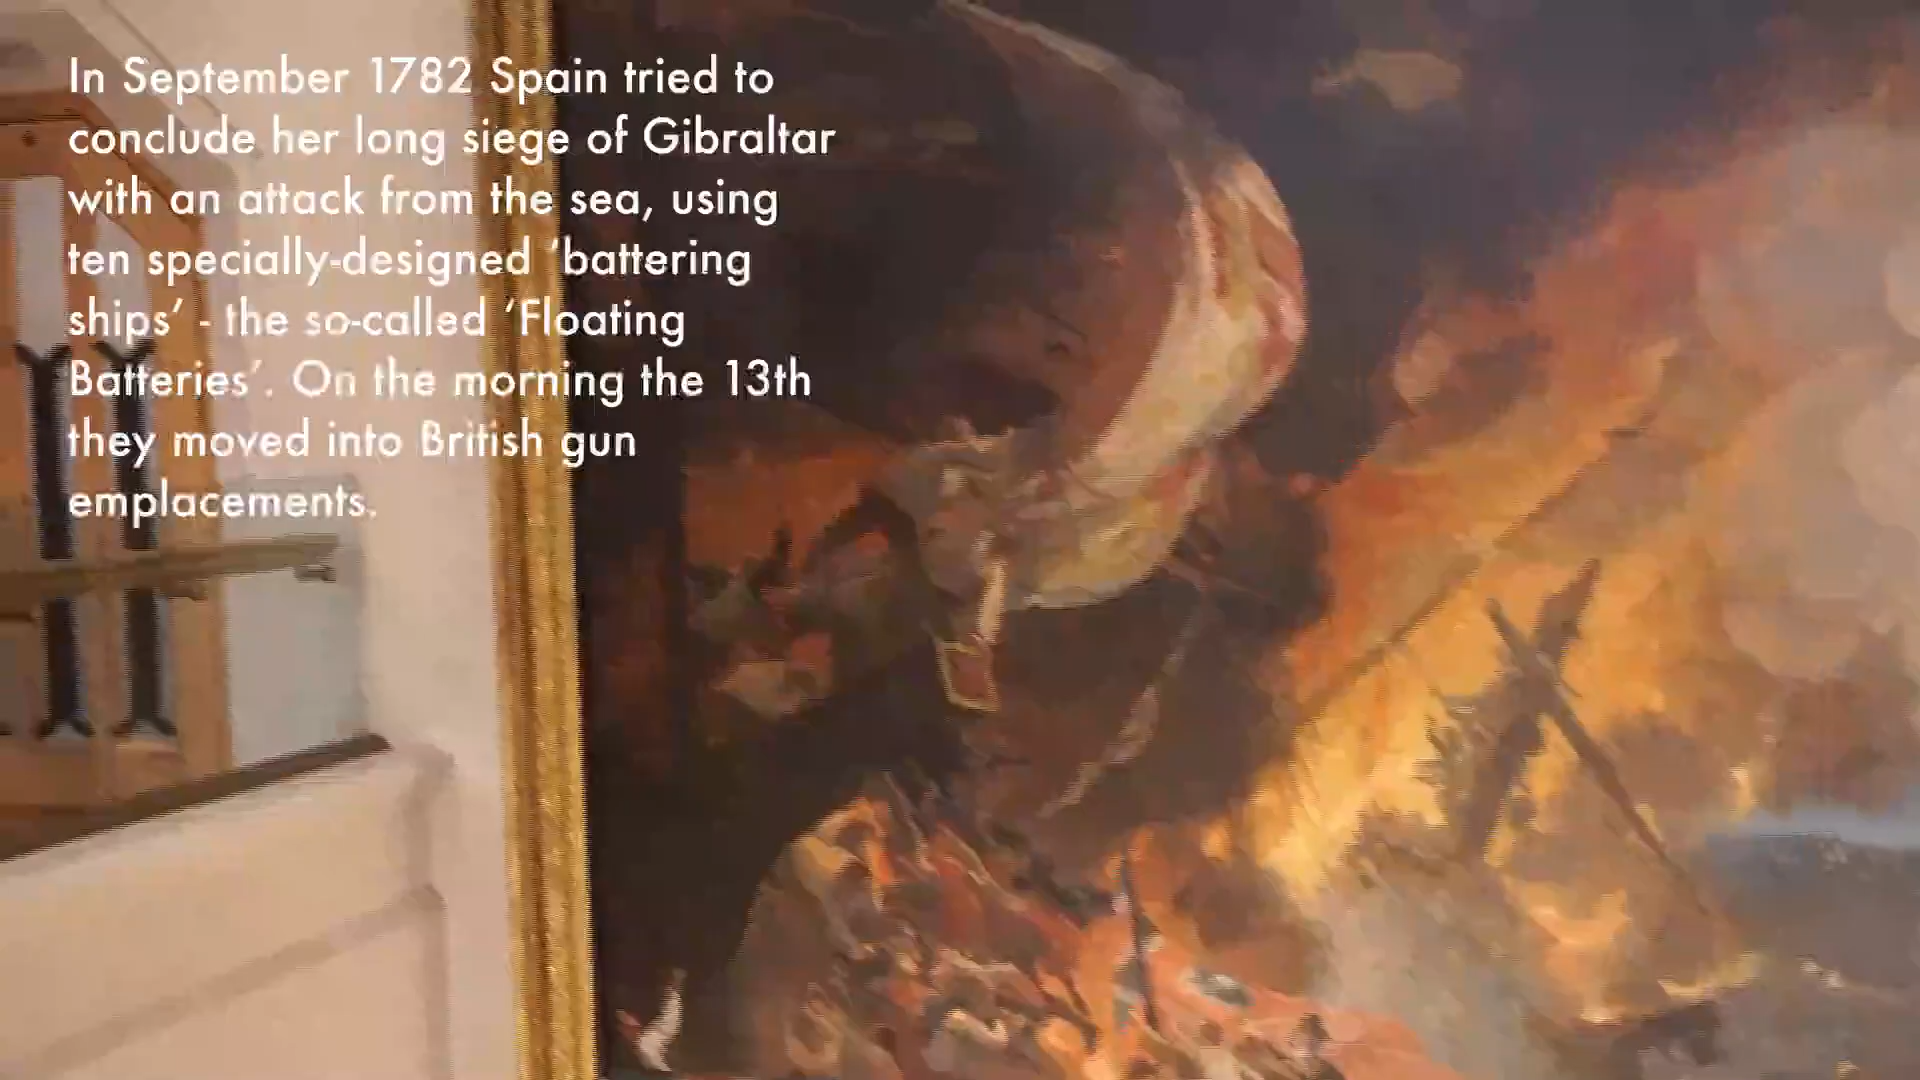 In September 1782 Spain tried to
conclude her long siege of Gibraltar
with an attack from the sea, using
ten specially-designed ‘battering
ships’ - the so-called ‘Floating
Batteries’. On the morning the 13th
they moved into British gun
emplacements.